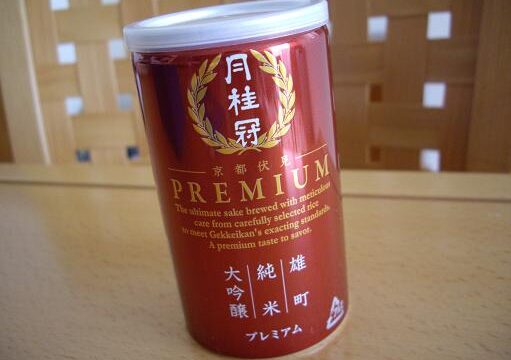 月桂冠
京都伏見
PREMIUM
The ultimate sake brewed with meticulous
care from carefully selected rice
to meet Gekkeikan's exacting standards.
A premium taste to savor.
雄町
純米
大吟醸
プレミアム